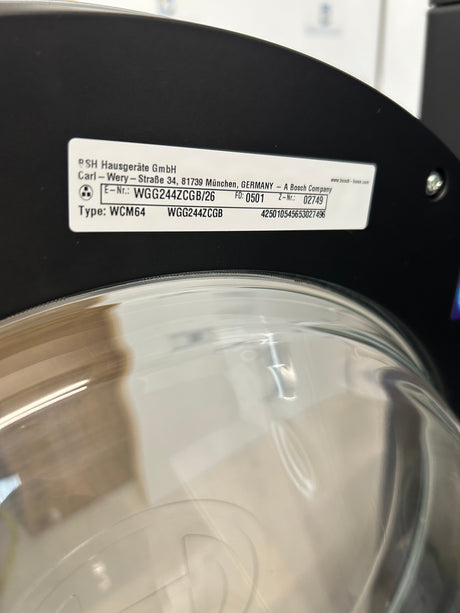 BSH Hausgeräte GmbH
Carl – Wery – Straße 34, 81739 München, GERMANY – A Bosch Company
E-Nr.: WGG244ZCGB/26 FD: 0501 Z-Nr.: 02749
Type: WCM64 WGG244ZCGB 425010545653027496